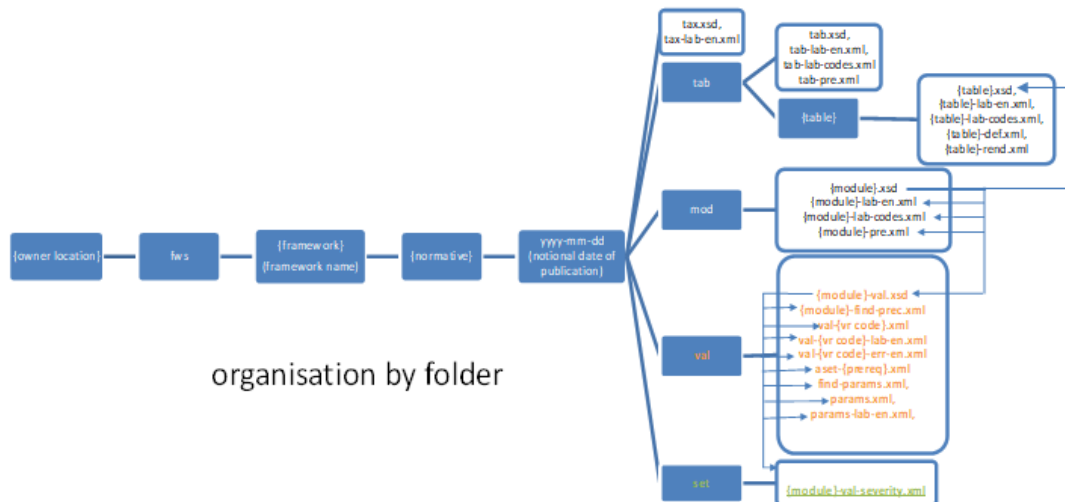 tax.xsd,
tax-lab-en.xml
tab
tab.xsd,
tab-lab-en.xml,
tab-lab-codes.xml
tab-pre.xml
{table}
{table}.xsd,
{table}-lab-en.xml,
{table}-lab-codes.xml,
{table}-def.xml,
{table}-rend.xml
mod
{module}.xsd
{module}-lab-en.xml
{module}-lab-codes.xml
{module}-pre.xml
{owner location}
fws
{framework}
(framework name)
{normative}
yyyy-mm-dd
(notional date of
publication)
val
{module}-val.xsd
{module}-find-prec.xml
val-{vr code}.xml
val-{vr code}-lab-en.xml
val-{vr code}-err-en.xml
aset-{prereq}.xml
find-params.xml,
params.xml,
params-lab-en.xml,
organisation by folder
set
{module}-val-severity.xml